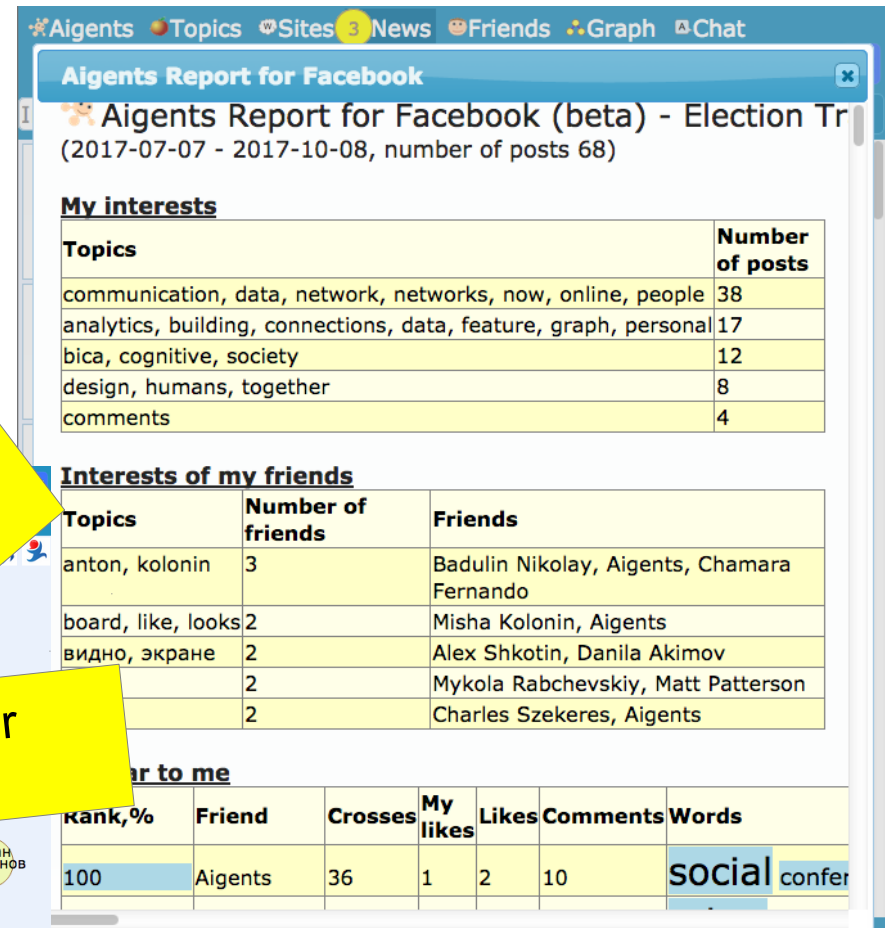 Aigents Topics Sites 3 News Friends Graph Chat
Aigents Report for Facebook
I
Aigents Report for Facebook (beta) - Election Tr
(2017-07-07 - 2017-10-08, number of posts 68)
My interests
Topics Number of posts
communication, data, network, networks, now, online, people 38
analytics, building, connections, data, feature, graph, personal 17
bica, cognitive, society 12
design, humans, together 8
comments 4
Interests of my friends
Topics Number of friends Friends
anton, kolonin 3 Badulin Nikolay, Aigents, Chamara
Fernando
board, like, looks 2 Misha Kolonin, Aigents
видно, экране 2 Alex Shkotin, Danila Akimov
2 Mykola Rabchevskiy, Matt Patterson
2 Charles Szekeres, Aigents
r
ar to me
Rank,% Friend Crosses My likes Likes Comments Words
100 Aigents 36 1 2 10 social confer